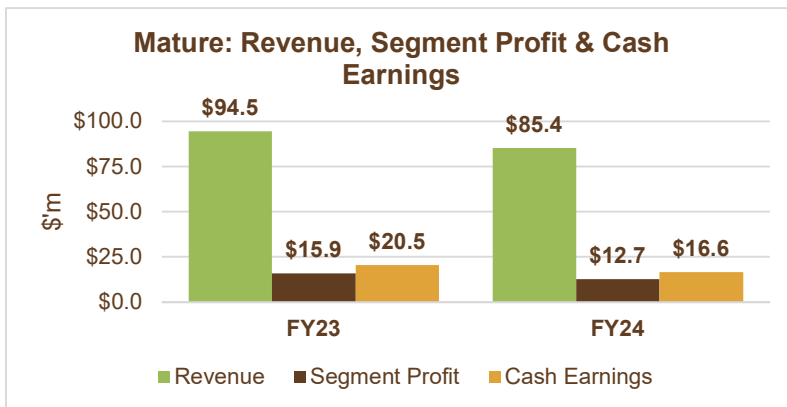 Mature: Revenue, Segment Profit & Cash
Earnings
$'m
$100.0
$75.0
$50.0
$25.0
$0.0
$94.5
$15.9
$20.5
$85.4
$12.7
$16.6
FY23
FY24
Revenue
Segment Profit
Cash Earnings